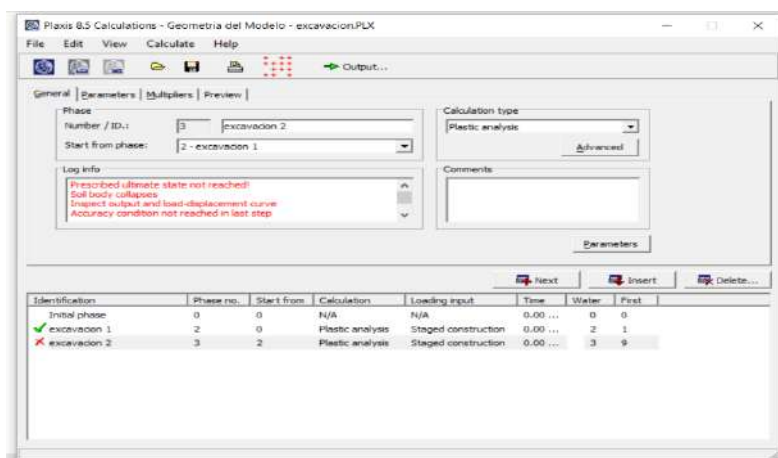 Plaxis 8.5 Calculations - Geometria del Modelo - excavacion.PLX
File Edit View Calculate Help
Output...
General Parameters Multipliers Preview
Phase
Number / ID.: 3 excavacion 2
Start from phase: 2 - excavacion 1
Calculation type
Plastic analysis
Advanced
Log info
Prescribed ultimate state not reached!
Soil body collapses
Inspect output and load-displacement curve
Accuracy condition not reached in last step
Comments
Parameters
Next Insert Delete...
Identification Phase no. Start from Calculation Loading input Time Water First
Initial phase 0 0 N/A N/A 0.00 ... 0 0
excavacion 1 2 0 Plastic analysis Staged construction 0.00 ... 2 1
excavacion 2 3 2 Plastic analysis Staged construction 0.00 ... 3 9